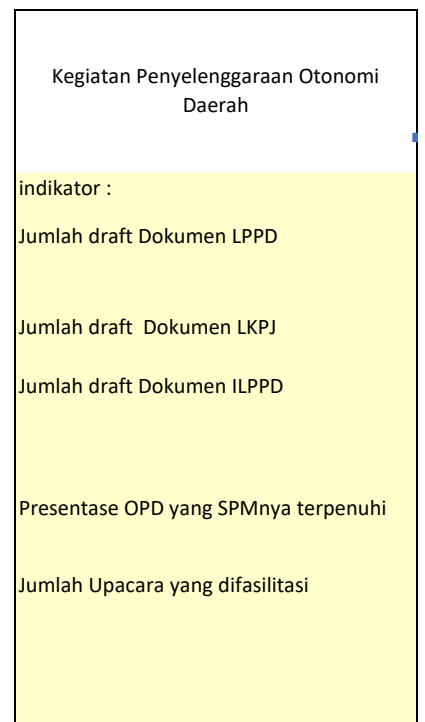 Kegiatan Penyelenggaraan Otonomi
Daerah
indikator :
Jumlah draft Dokumen LPPD
Jumlah draft  Dokumen LKPJ
Jumlah draft Dokumen ILPPD
Presentase OPD yang SPMnya terpenuhi
Jumlah Upacara yang difasilitasi